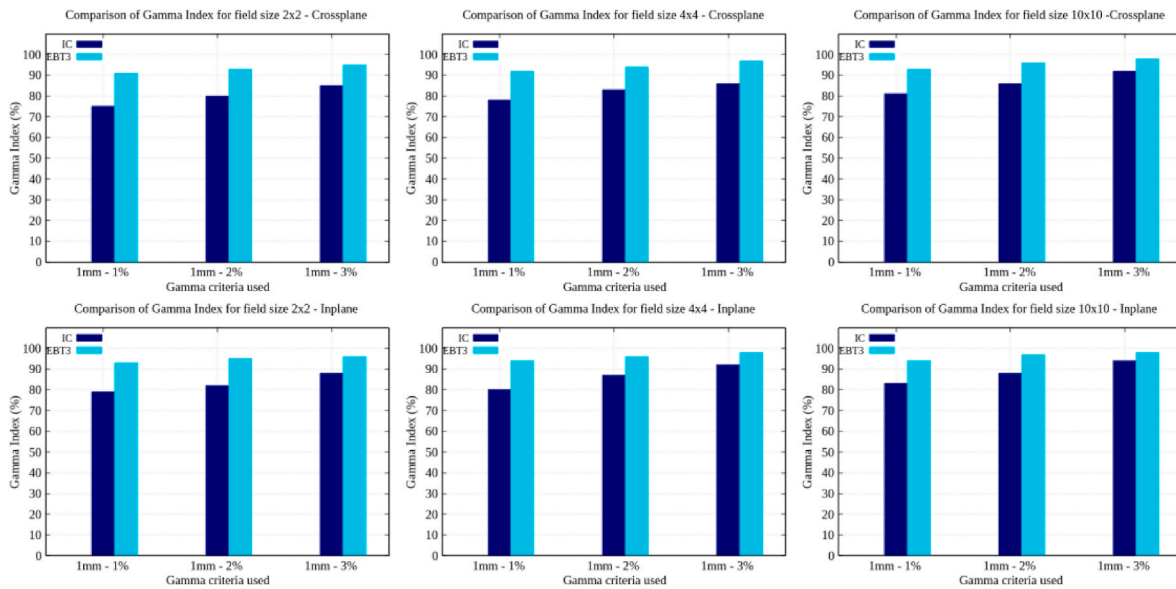 Comparison of Gamma Index for field size 2x2 - Crossplane
IC
EBT3
100
90
80
70
60
50
40
30
20
10
0
Gamma Index (%)
1mm - 1% 1mm - 2% 1mm - 3%
Gamma criteria used
Comparison of Gamma Index for field size 4x4 - Crossplane
IC
EBT3
100
90
80
70
60
50
40
30
20
10
0
Gamma Index (%)
1mm - 1% 1mm - 2% 1mm - 3%
Gamma criteria used
Comparison of Gamma Index for field size 10x10 -Crossplane
IC
EBT3
100
90
80
70
60
50
40
30
20
10
0
Gamma Index (%)
1mm - 1% 1mm - 2% 1mm - 3%
Gamma criteria used
Comparison of Gamma Index for field size 2x2 - Inplane
IC
EBT3
100
90
80
70
60
50
40
30
20
10
0
Gamma Index (%)
1mm - 1% 1mm - 2% 1mm - 3%
Gamma criteria used
Comparison of Gamma Index for field size 4x4 - Inplane
IC
EBT3
100
90
80
70
60
50
40
30
20
10
0
Gamma Index (%)
1mm - 1% 1mm - 2% 1mm - 3%
Gamma criteria used
Comparison of Gamma Index for field size 10x10 - Inplane
IC
EBT3
100
90
80
70
60
50
40
30
20
10
0
Gamma Index (%)
1mm - 1% 1mm - 2% 1mm - 3%
Gamma criteria used